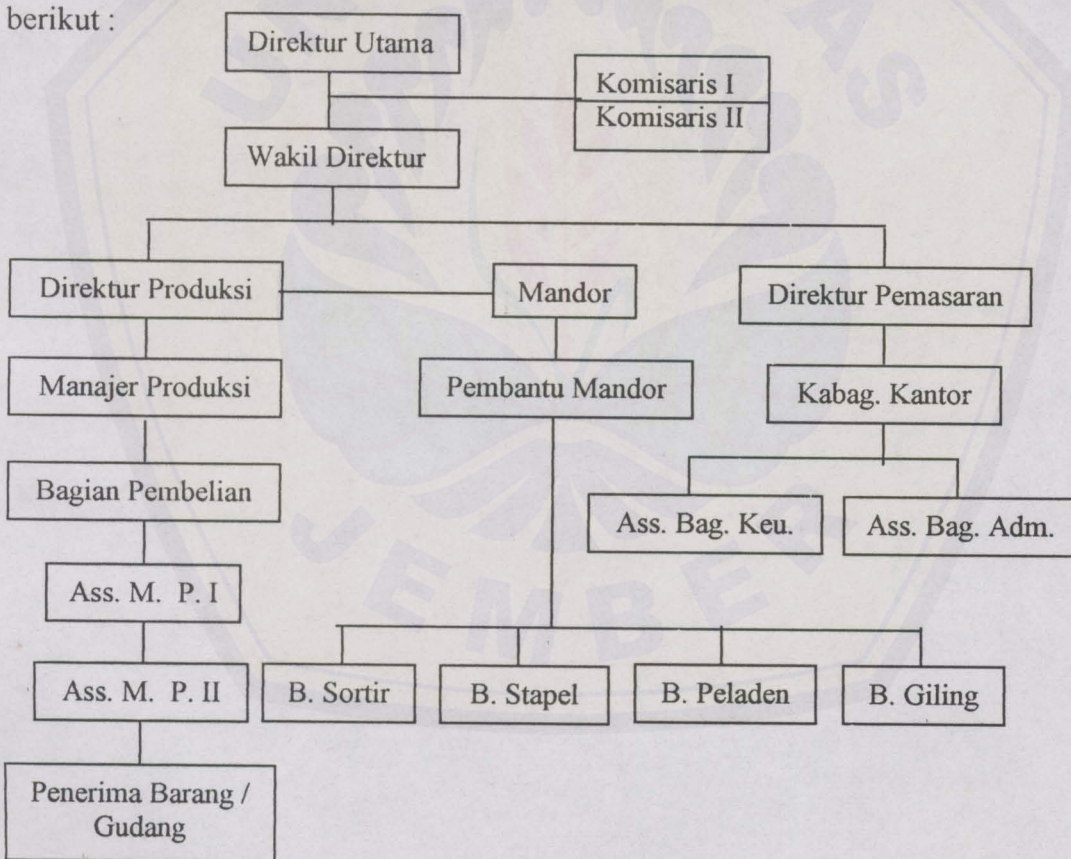 berikut :
Direktur Utama
Komisaris I
Komisaris II
Wakil Direktur
Direktur Produksi
Mandor
Direktur Pemasaran
Manajer Produksi
Pembantu Mandor
Kabag. Kantor
Bagian Pembelian
Ass. Bag. Keu.
Ass. Bag. Adm.
Ass. M. P. I
Ass. M. P. II
B. Sortir
B. Stapel
B. Peladen
B. Giling
Penerima Barang /
Gudang
JEMBER